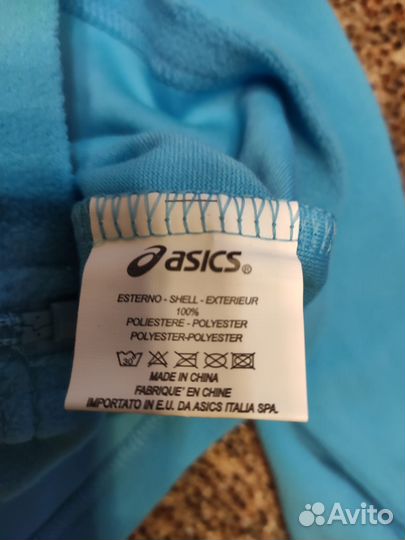 asics®
ESTERNO - SHELL - EXTERIEUR
100%
POLIESTERE - POLYESTER
POLYESTER-POLYESTER
30
MADE IN CHINA
FABRIQUE' EN CHINE
IMPORTATO IN E.U. DA ASICS ITALIA SPA.
Avito